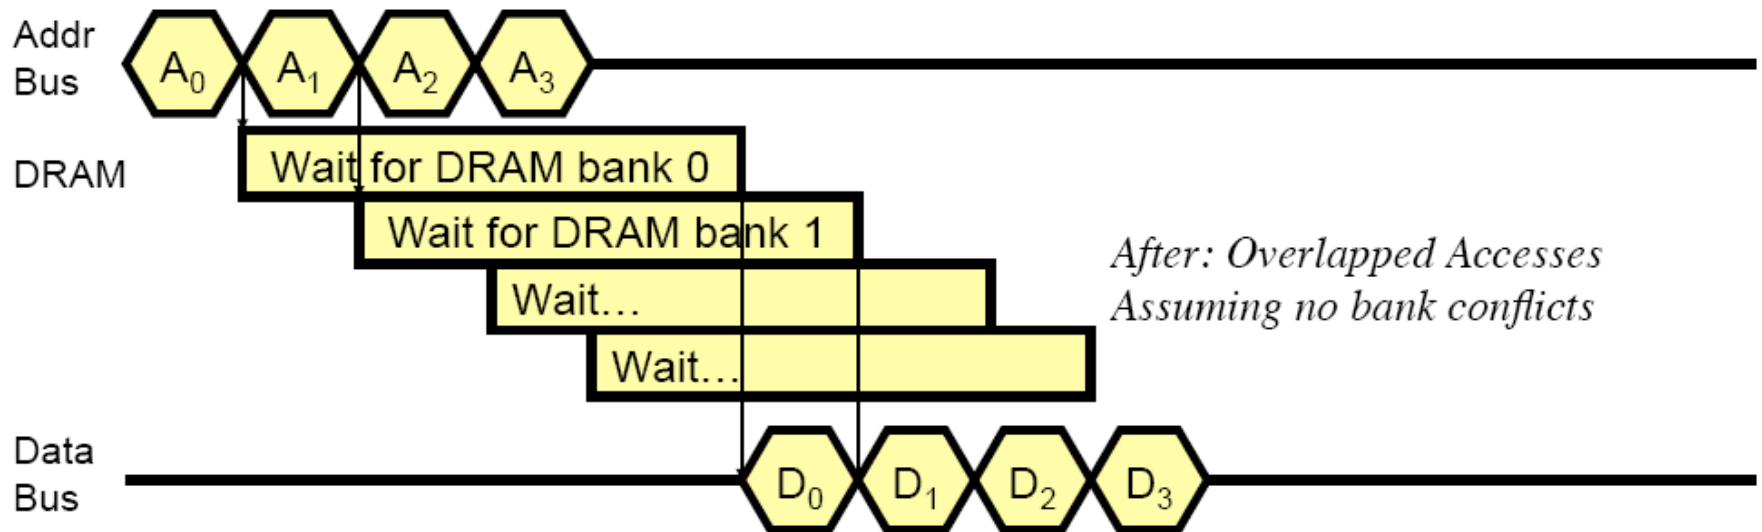 Addr
Bus
A0 A1 A2 A3
DRAM
Wait for DRAM bank 0
Wait for DRAM bank 1
Wait...
Wait...
After: Overlapped Accesses
Assuming no bank conflicts
Data
Bus
D0 D1 D2 D3